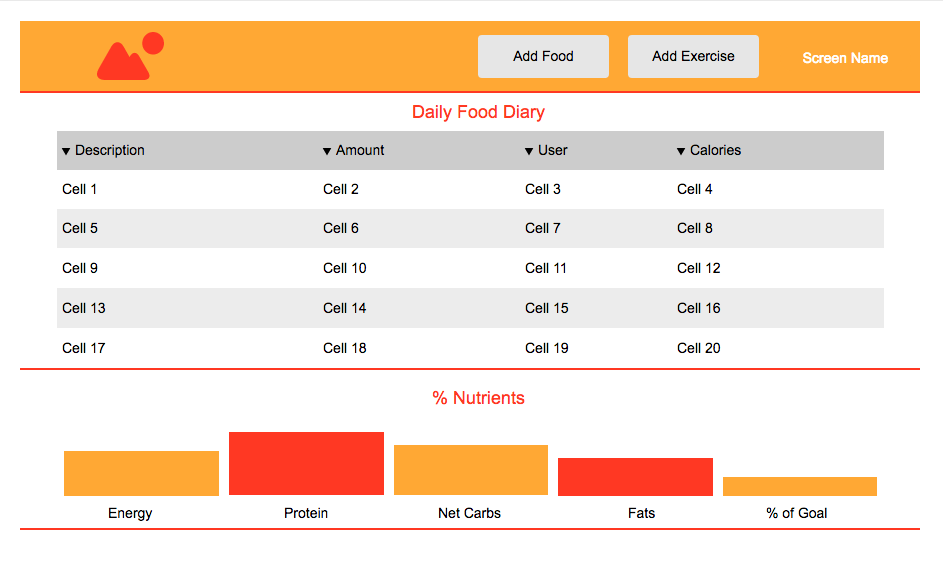 Add Food Add Exercise Screen Name
Daily Food Diary
Description Amount User Calories
Cell 1 Cell 2 Cell 3 Cell 4
Cell 5 Cell 6 Cell 7 Cell 8
Cell 9 Cell 10 Cell 11 Cell 12
Cell 13 Cell 14 Cell 15 Cell 16
Cell 17 Cell 18 Cell 19 Cell 20
% Nutrients
Energy Protein Net Carbs Fats % of Goal